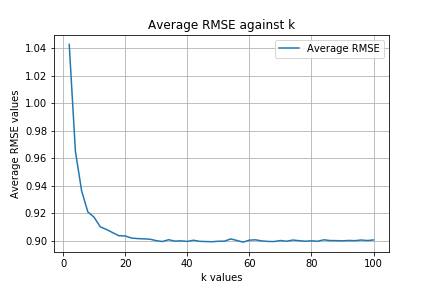 Average RMSE against k
Average RMSE
Average RMSE values
1.04
1.02
1.00
0.98
0.96
0.94
0.92
0.90
0 20 40 60 80 100
k values